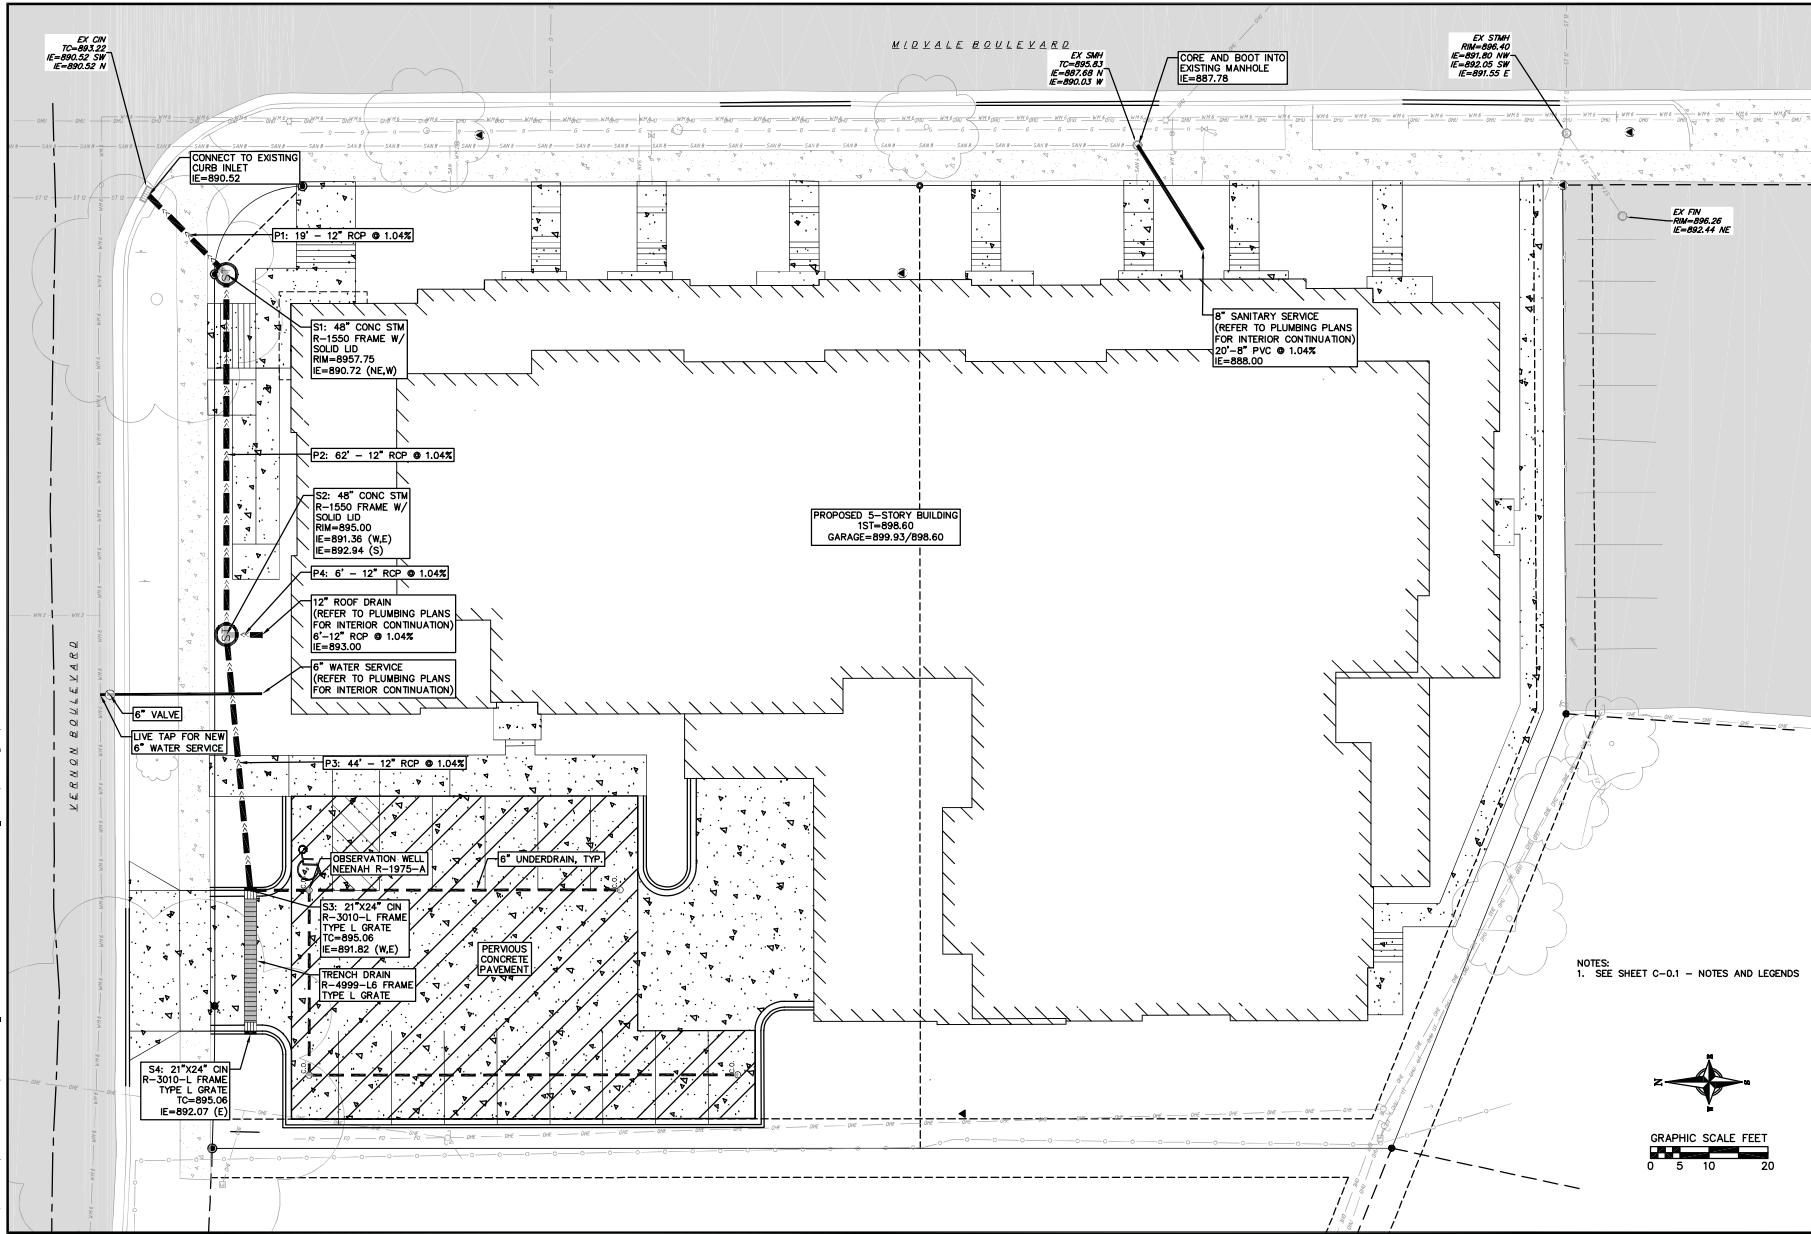 EX CIN
TC=893.22
IE=890.52 SW
IE=890.52 N
MIDVALE BOULEVARD
EX SMH
TC=895.83
IE=887.68 N
IE=890.03 W
CORE AND BOOT INTO
EXISTING MANHOLE
IE=887.78
EX STMH
RIM=896.40
IE=891.80 NW
IE=892.05 SW
IE=891.55 E
CONNECT TO EXISTING
CURB INLET
IE=890.52
EX FIN
RIM=896.26
IE=892.44 NE
P1: 19' - 12" RCP @ 1.04%
S1: 48" CONC STM
R-1550 FRAME W/
SOLID LID
RIM=8957.75
IE=890.72 (NE,W)
8" SANITARY SERVICE
(REFER TO PLUMBING PLANS
FOR INTERIOR CONTINUATION)
20'-8" PVC @ 1.04%
IE=888.00
P2: 62' - 12" RCP @ 1.04%
S2: 48" CONC STM
R-1550 FRAME W/
SOLID LID
RIM=895.00
IE=891.36 (W,E)
IE=892.94 (S)
PROPOSED 5-STORY BUILDING
1ST=898.60
GARAGE=899.93/898.60
P4: 6' - 12" RCP @ 1.04%
12" ROOF DRAIN
(REFER TO PLUMBING PLANS
FOR INTERIOR CONTINUATION)
6'-12" RCP @ 1.04%
IE=893.00
6" WATER SERVICE
(REFER TO PLUMBING PLANS
FOR INTERIOR CONTINUATION)
VERNON BOULEVARD
6" VALVE
LIVE TAP FOR NEW
6" WATER SERVICE
P3: 44' - 12" RCP @ 1.04%
OBSERVATION WELL
NEENAH R-1975-A
6" UNDERDRAIN, TYP.
S3: 21"X24" CIN
R-3010-L FRAME
TYPE L GRATE
TC=895.06
IE=891.82 (W,E)
PERVIOUS
CONCRETE
PAVEMENT
TRENCH DRAIN
R-4999-L6 FRAME
TYPE L GRATE
S4: 21"X24" CIN
R-3010-L FRAME
TYPE L GRATE
TC=895.06
IE=892.07 (E)
NOTES:
1. SEE SHEET C-0.1 - NOTES AND LEGENDS
N
S
GRAPHIC SCALE FEET
0 5 10 20